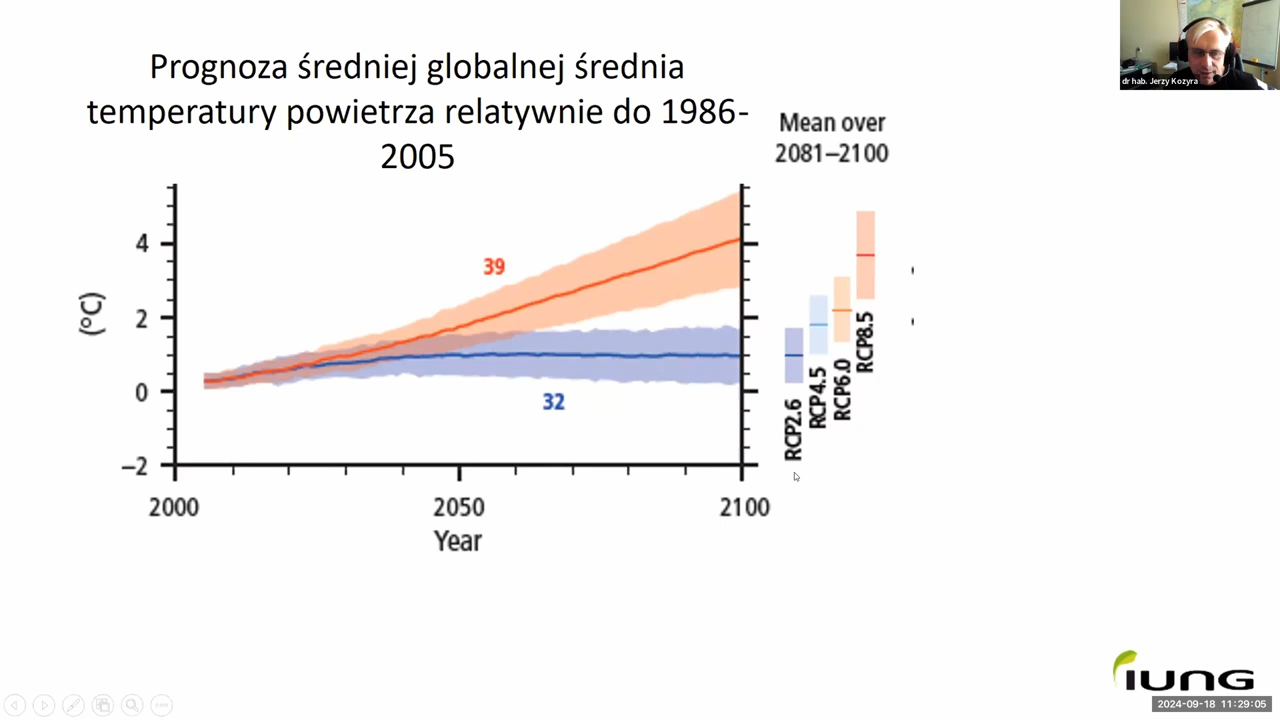 Prognoza średniej globalnej średnia
temperatury powietrza relatywnie do 1986-
2005
dr hab. Jerzy Kozyra
Mean over
2081–2100
4
2
0
−2
(°C)
39
32
2000
2050
2100
Year
RCP2.6
RCP4.5
RCP6.0
RCP8.5
IUNG
2024-09-18 11:29:05